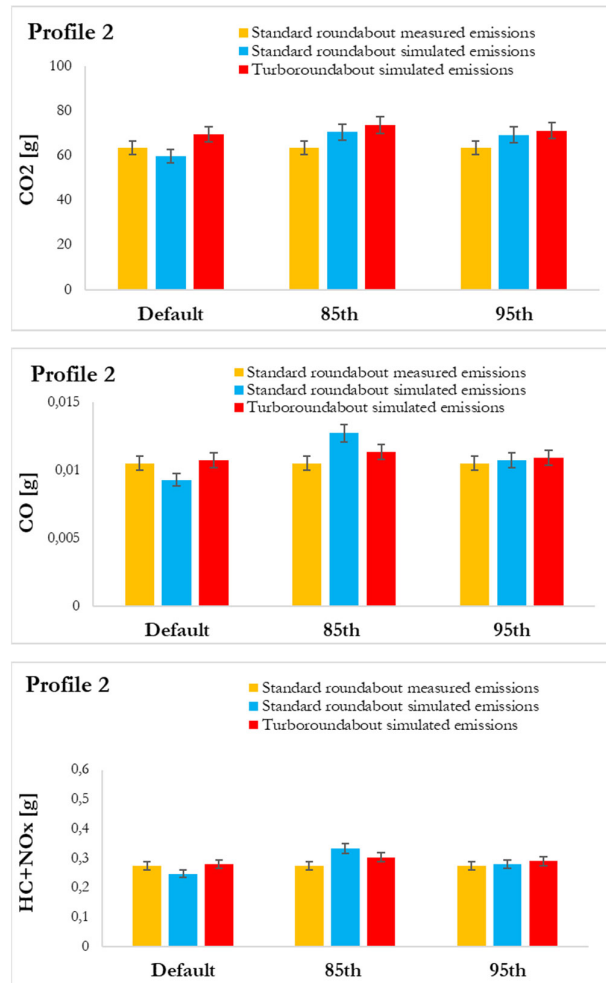 Profile 2
Standard roundabout measured emissions
Standard roundabout simulated emissions
Turboroundabout simulated emissions
CO2 [g]
100
80
60
40
20
0
Default 85th 95th
Profile 2
Standard roundabout measured emissions
Standard roundabout simulated emissions
Turboroundabout simulated emissions
CO [g]
0,015
0,01
0,005
0
Default 85th 95th
Profile 2
Standard roundabout measured emissions
Standard roundabout simulated emissions
Turboroundabout simulated emissions
HC+NOx [g]
0,6
0,5
0,4
0,3
0,2
0,1
0
Default 85th 95th